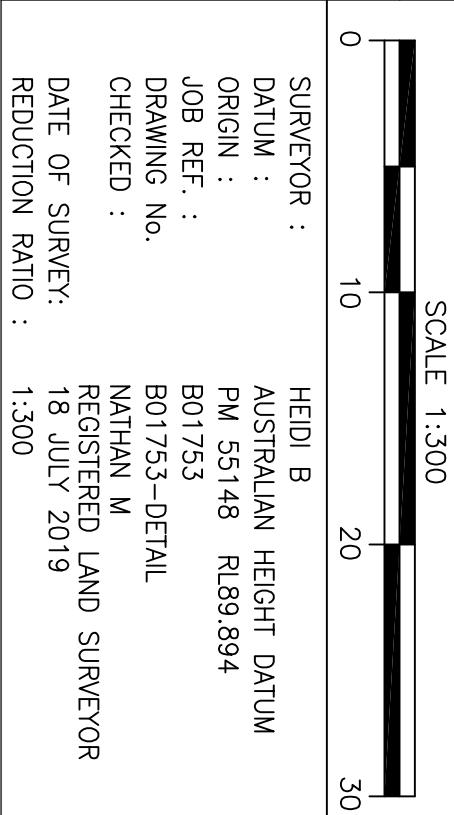 SCALE 1:300
0 10 20 30
SURVEYOR : HEIDI B
DATUM : AUSTRALIAN HEIGHT DATUM
ORIGIN : PM 55148 RL89.894
JOB REF. : B01753
DRAWING No. B01753-DETAIL
CHECKED : NATHAN M
REGISTERED LAND SURVEYOR
DATE OF SURVEY: 18 JULY 2019
REDUCTION RATIO : 1:300